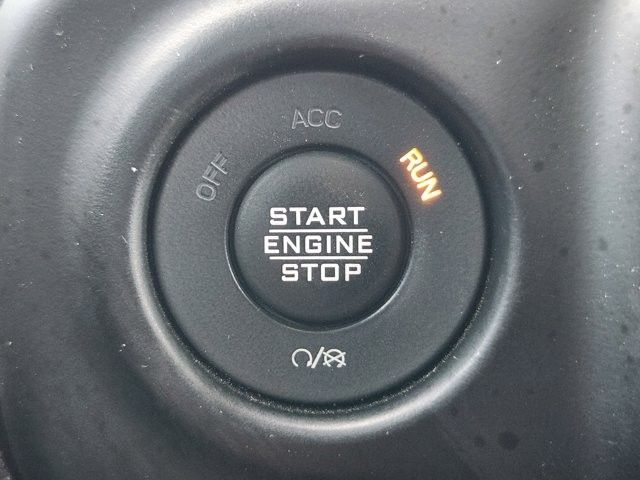 ACC
OFF
RUN
START
ENGINE
STOP